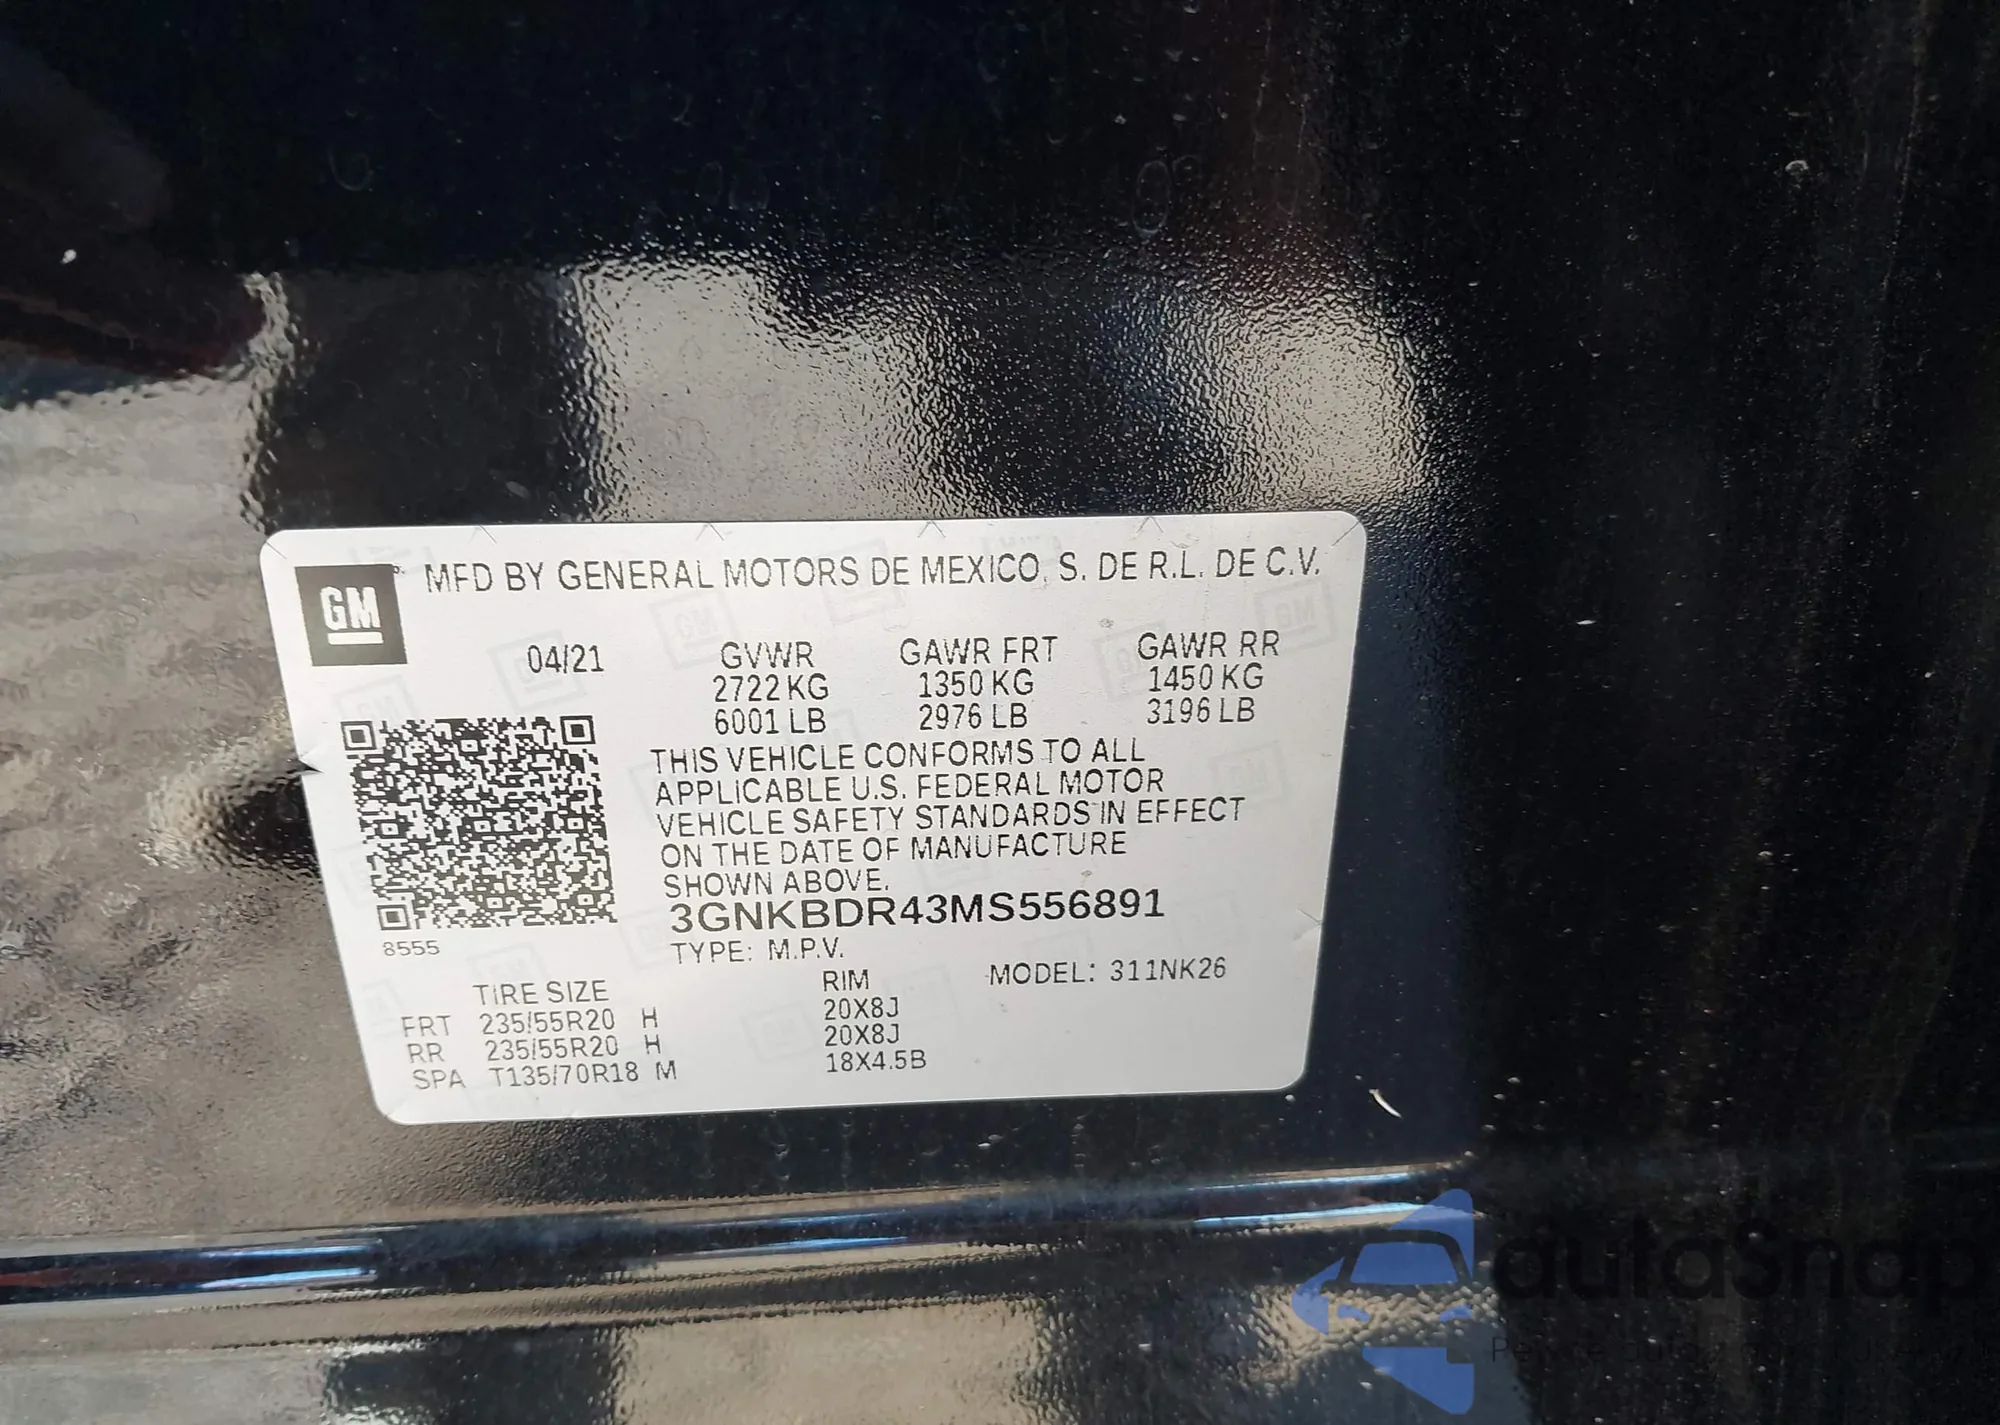 MFD BY GENERAL MOTORS DE MEXICO, S. DE R.L. DE C.V.
GM
04/21 GVWR GAWR FRT GAWR RR
2722 KG 1350 KG 1450 KG
6001 LB 2976 LB 3196 LB
THIS VEHICLE CONFORMS TO ALL
APPLICABLE U.S. FEDERAL MOTOR
VEHICLE SAFETY STANDARDS IN EFFECT
ON THE DATE OF MANUFACTURE
SHOWN ABOVE.
3GNKBDR43MS556891
8555
TYPE: M.P.V.
TIRE SIZE RIM MODEL: 311NK26
FRT 235/55R20 H 20X8J
RR 235/55R20 H 20X8J
SPA T135/70R18 M 18X4.5B
autaSnap